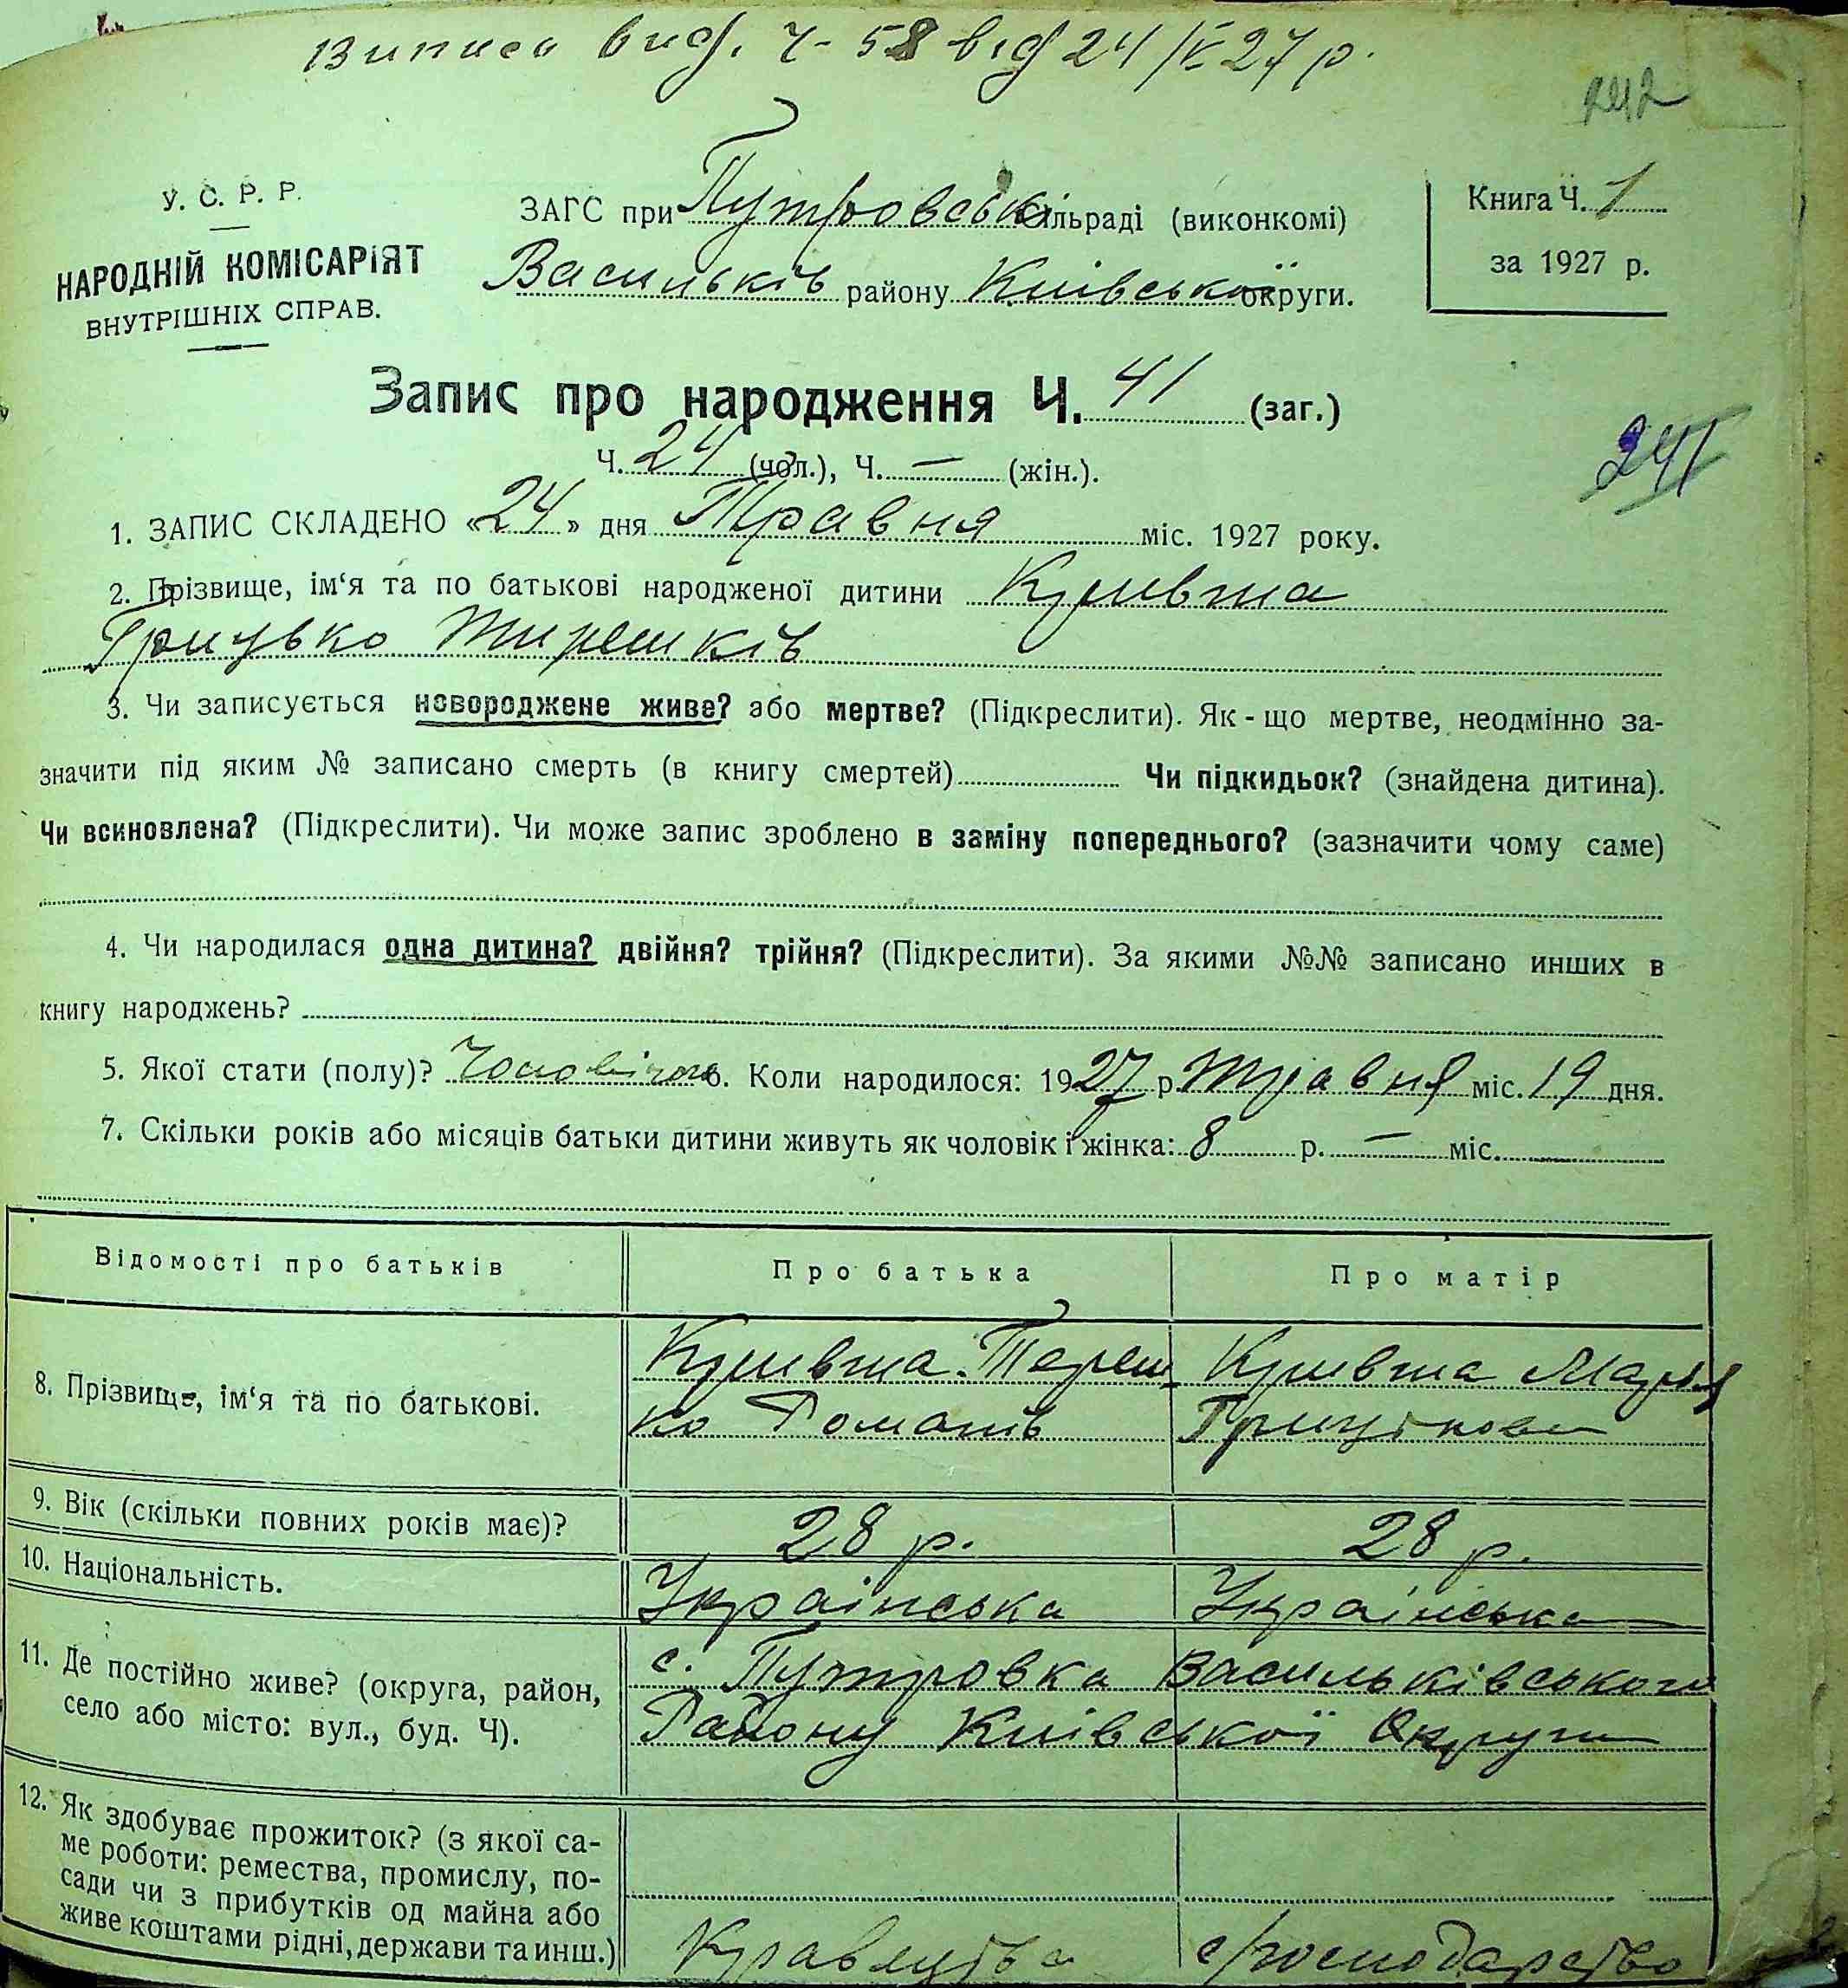 Виписа вид. Ч-58 від 24/V 27 р.
242
У. С. Р. Р.
НАРОДНІЙ КОМІСАРІЯТ
ВНУТРІШНІХ СПРАВ.
ЗАГС при Путровські сільраді (виконкомі)
Васильків району Київської округи.
Книга Ч. 1
за 1927 р.
Запис про народження Ч. 41 (заг.)
Ч. 24 (чол.), Ч. — (жін.).
241
1. ЗАПИС СКЛАДЕНО «24» дня Травня міс. 1927 року.
2. Прізвище, ім‘я та по батькові народженої дитини Кривша
Грицько Тирешків
3. Чи записується новороджене живе? або мертве? (Підкреслити). Як-що мертве, неодмінно за-
значити під яким № записано смерть (в книгу смертей) Чи підкидьок? (знайдена дитина).
Чи всиновлена? (Підкреслити). Чи може запис зроблено в заміну попереднього? (зазначити чому саме)
4. Чи народилася одна дитина? двійня? трійня? (Підкреслити). За якими №№ записано инших в
книгу народжень?
5. Якої стати (полу)? 6. Коли народилося: 1927 р. Травня міс. 19 дня.
7. Скільки років або місяців батьки дитини живуть як чоловік і жінка: 8 р. — міс.
Відомості про батьків Про батька Про матір
8. Прізвище, ім‘я та по батькові.
Кривша Тереш-
ко Романів
Кривша Марія
Грицькова
9. Вік (скільки повних років має)? 28 р. 28 р.
10. Національність. Українська Українська
11. Де постійно живе? (округа, район,
село або місто: вул., буд. Ч).
с. Путровка Васильківського
Району Київської Округи
12. Як здобуває прожиток? (з якої са-
ме роботи: ремества, промислу, по-
сади чи з прибутків од майна або
живе коштами рідні, держави та инш.)
Кравецтва с/господарство